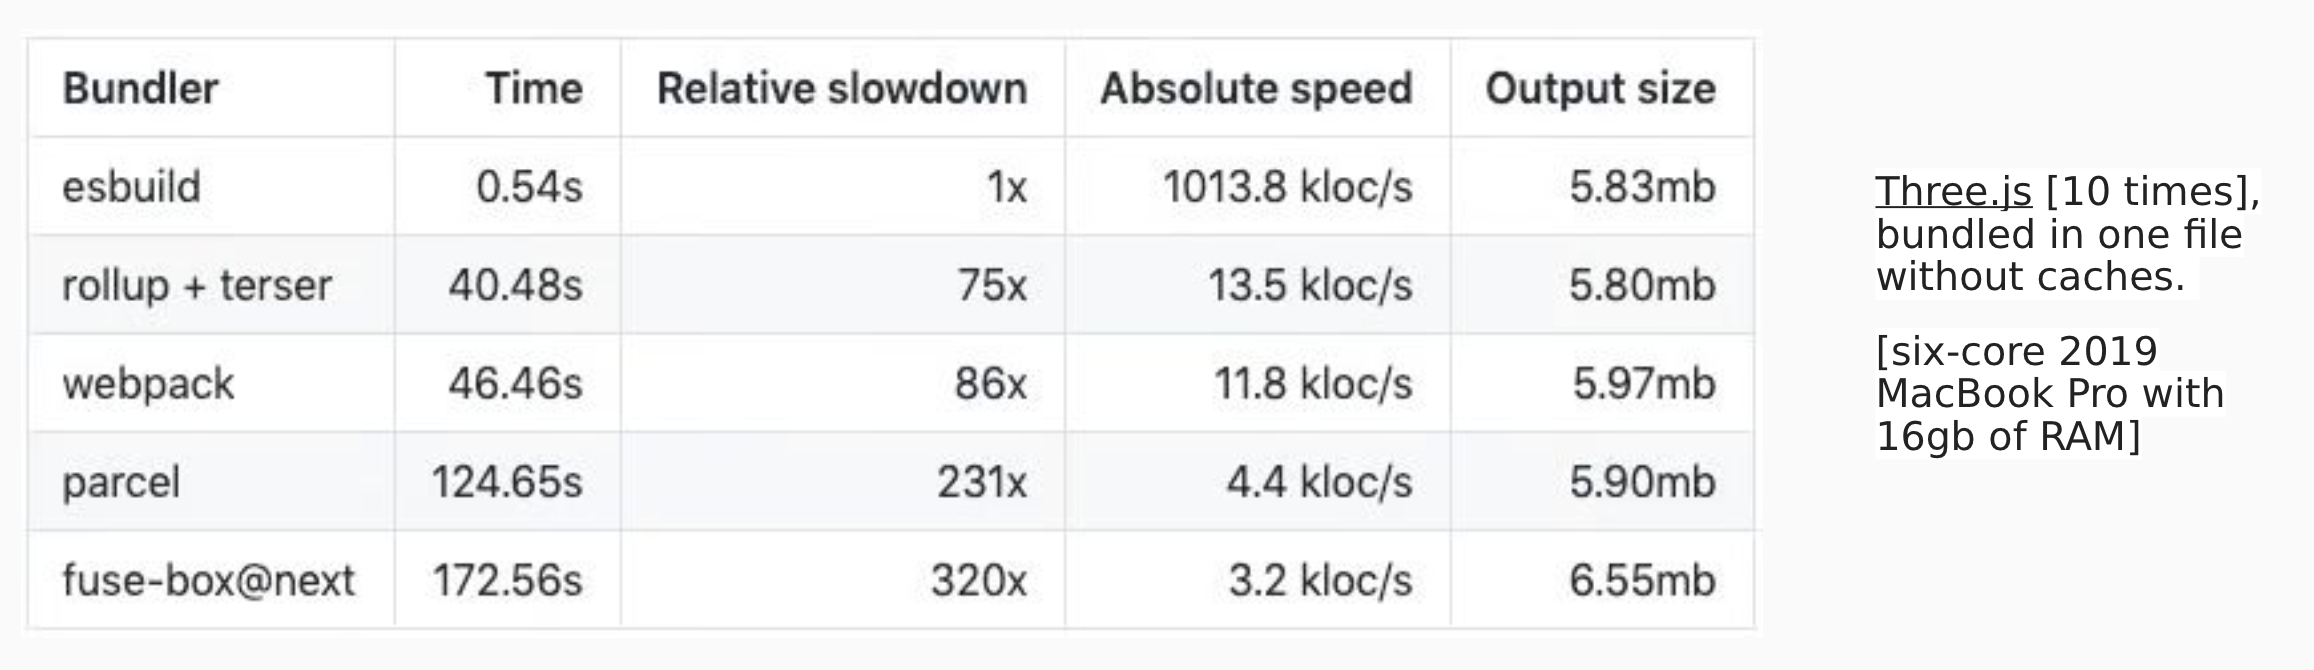 Bundler Time Relative slowdown Absolute speed Output size
esbuild 0.54s 1x 1013.8 kloc/s 5.83mb
rollup + terser 40.48s 75x 13.5 kloc/s 5.80mb
webpack 46.46s 86x 11.8 kloc/s 5.97mb
parcel 124.65s 231x 4.4 kloc/s 5.90mb
fuse-box@next 172.56s 320x 3.2 kloc/s 6.55mb
Three.js [10 times],
bundled in one file
without caches.
[six-core 2019
MacBook Pro with
16gb of RAM]